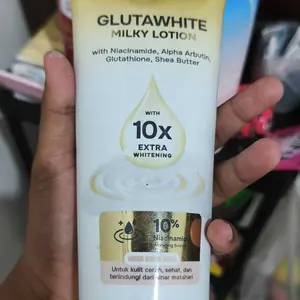 GLUTAWHITE
MILKY LOTION
with Niacinamide, Alpha Arbutin,
Glutathione, Shea Butter
WITH
10x
EXTRA
WHITENING
10%
Niacinamide
Untuk kulit cerah, sehat, dan
terlindungi dari sinar matahari